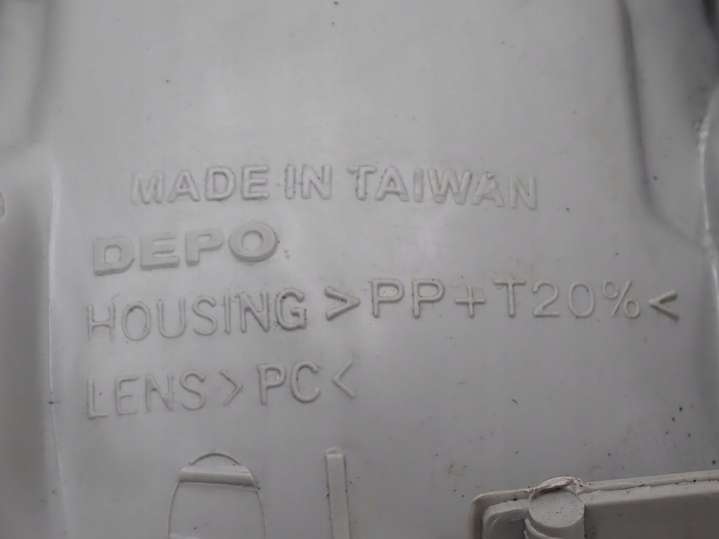 MADE IN TAIWAN
DEPO
HOUSING >PP+T20%<
LENS >PC<